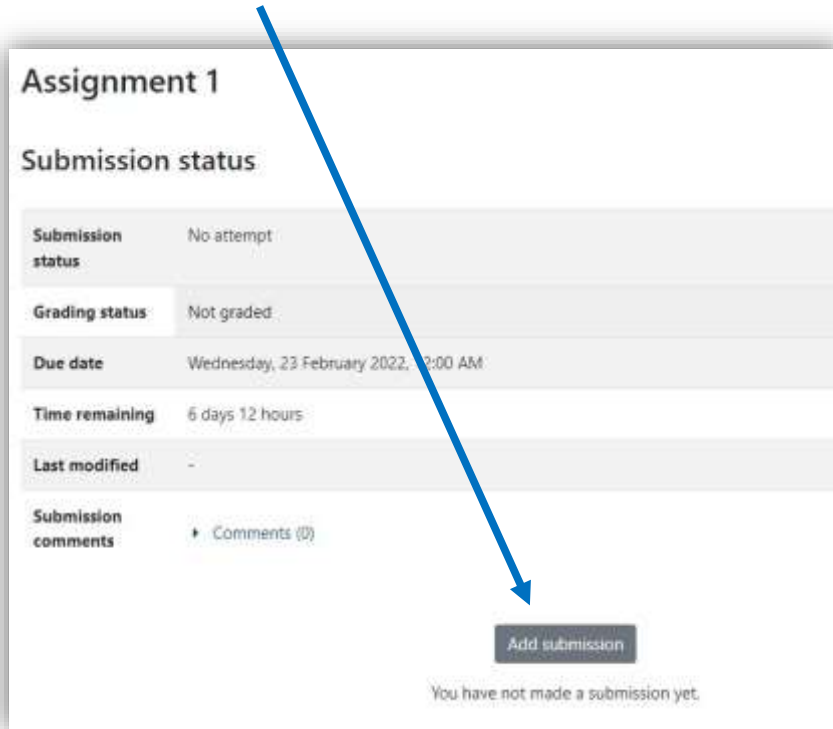 Assignment 1
Submission status
Submission
status
No attempt
Grading status Not graded
Due date Wednesday, 23 February 2022, 2:00 AM
Time remaining 6 days 12 hours
Last modified -
Submission
comments
Comments (0)
Add submission
You have not made a submission yet.